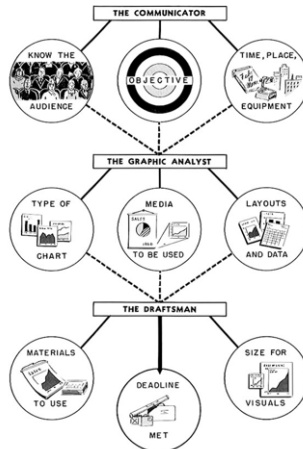 THE COMMUNICATOR
KNOW THE
AUDIENCE
OBJECTIVE
TIME, PLACE,
EQUIPMENT
THE GRAPHIC ANALYST
TYPE OF
CHART
MEDIA
TO BE USED
LAYOUTS
AND DATA
THE DRAFTSMAN
MATERIALS
TO USE
DEADLINE
MET
SIZE FOR
VISUALS